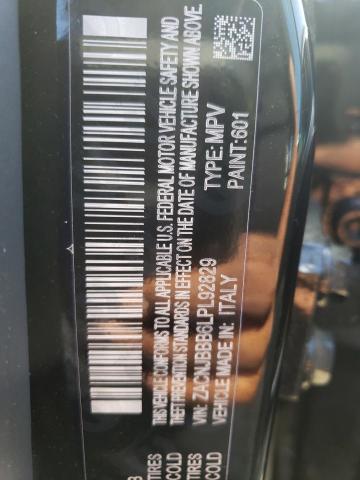 THIS VEHICLE CONFORMS TO ALL APPLICABLE U.S. FEDERAL MOTOR VEHICLE SAFETY AND
THEFT PREVENTION STANDARDS IN EFFECT ON THE DATE OF MANUFACTURE SHOWN ABOVE.
VIN: ZACNJBBB6LPL92829 TYPE: MPV
VEHICLE MADE IN: ITALY PAINT: 601
TIRES
COLD
TIRES
COLD